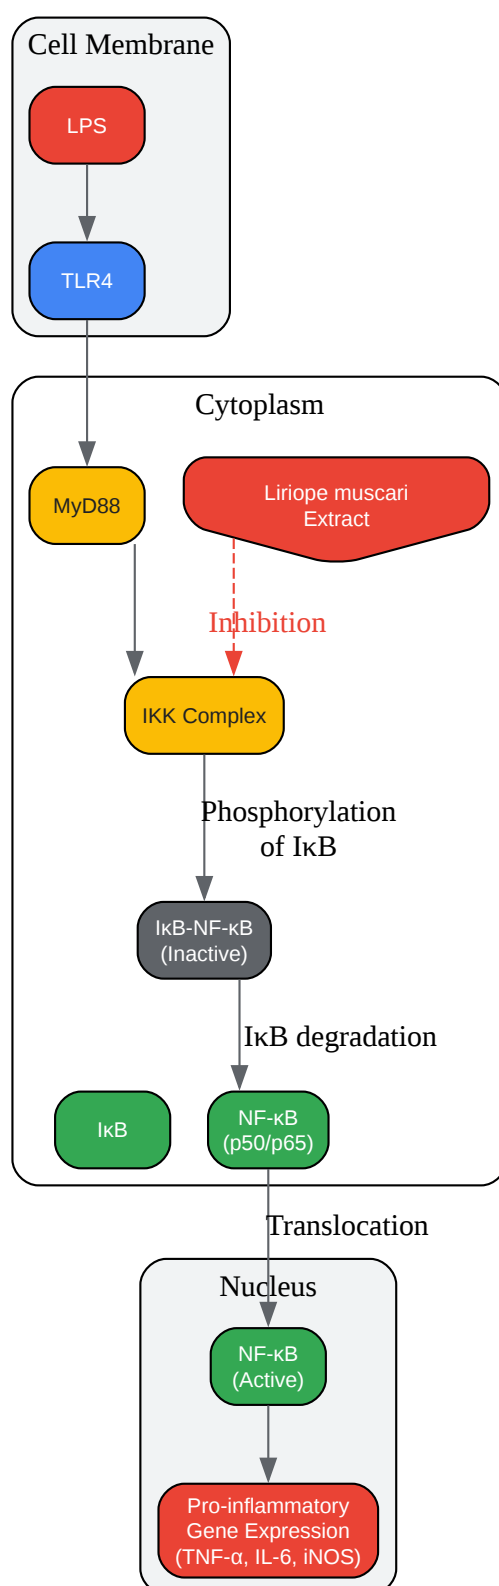 Cell Membrane
LPS
TLR4
Cytoplasm
MyD88
Liriope muscari
Extract
Inhibition
IKK Complex
Phosphorylation
of IκB
IκB-NF-κB
(Inactive)
IκB degradation
IκB
NF-κB
(p50/p65)
Translocation
Nucleus
NF-κB
(Active)
Pro-inflammatory
Gene Expression
(TNF-α, IL-6, iNOS)